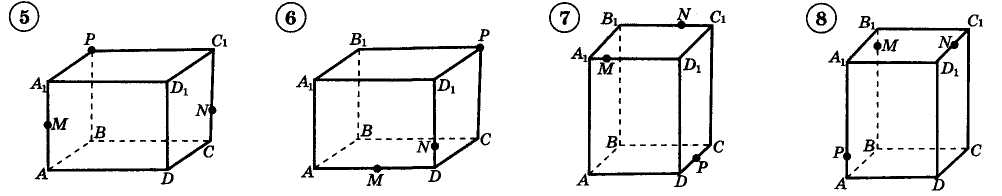 5
P C₁
A₁ D₁
M N
B C
A D
6
B₁ P
A₁ D₁
B N C
A M D
7
B₁ N C₁
A₁ M D₁
B C
P
A D
8
B₁ C₁
M N
A₁ D₁
P B C
A D